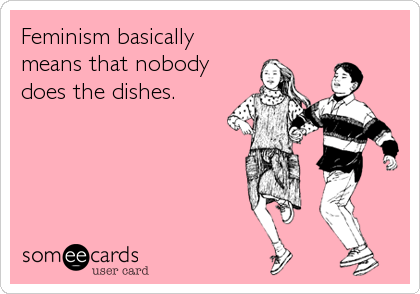 Feminism basically
means that nobody
does the dishes.
someecards
user card